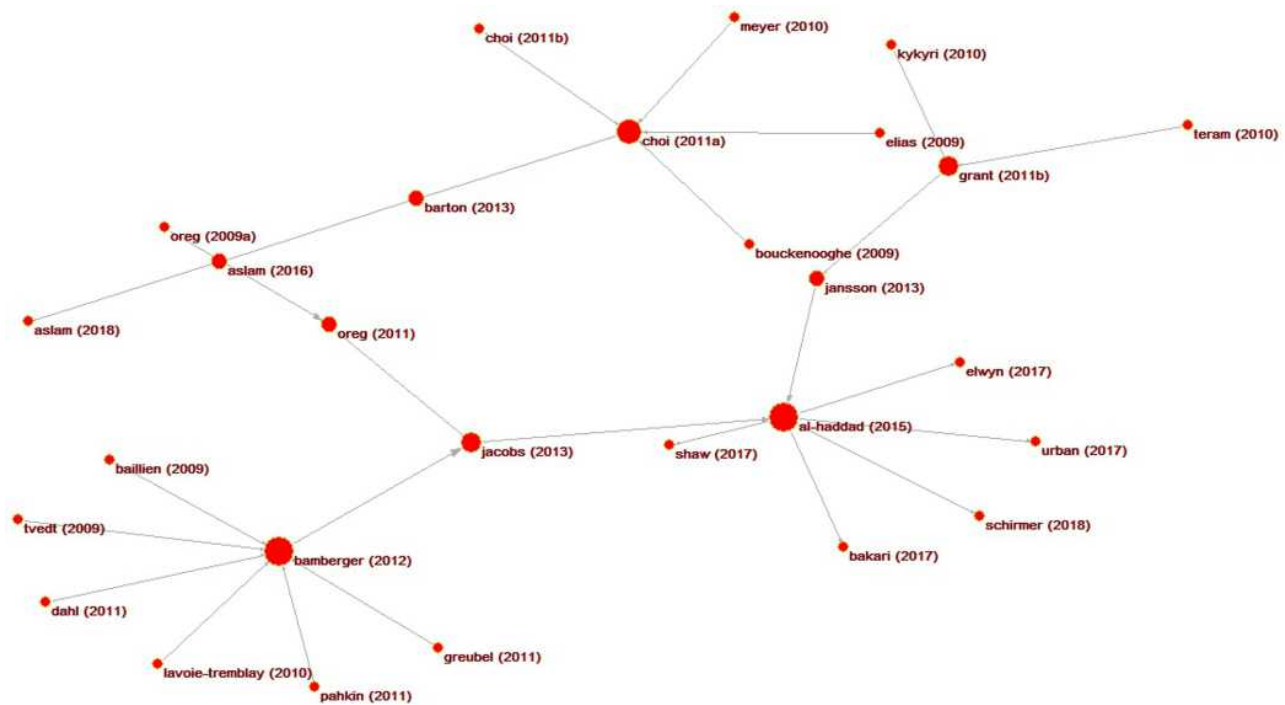 meyer (2010)
choi (2011b)
kykyri (2010)
teram (2010)
choi (2011a)
elias (2009)
grant (2011b)
barton (2013)
oreg (2009a)
bouckenooghe (2009)
aslam (2016)
jansson (2013)
aslam (2018)
oreg (2011)
elwyn (2017)
al-haddad (2015)
jacobs (2013)
shaw (2017)
urban (2017)
baillien (2009)
schirmer (2018)
tvedt (2009)
bakari (2017)
bamberger (2012)
dahl (2011)
greubel (2011)
lavoie-tremblay (2010)
pahkin (2011)